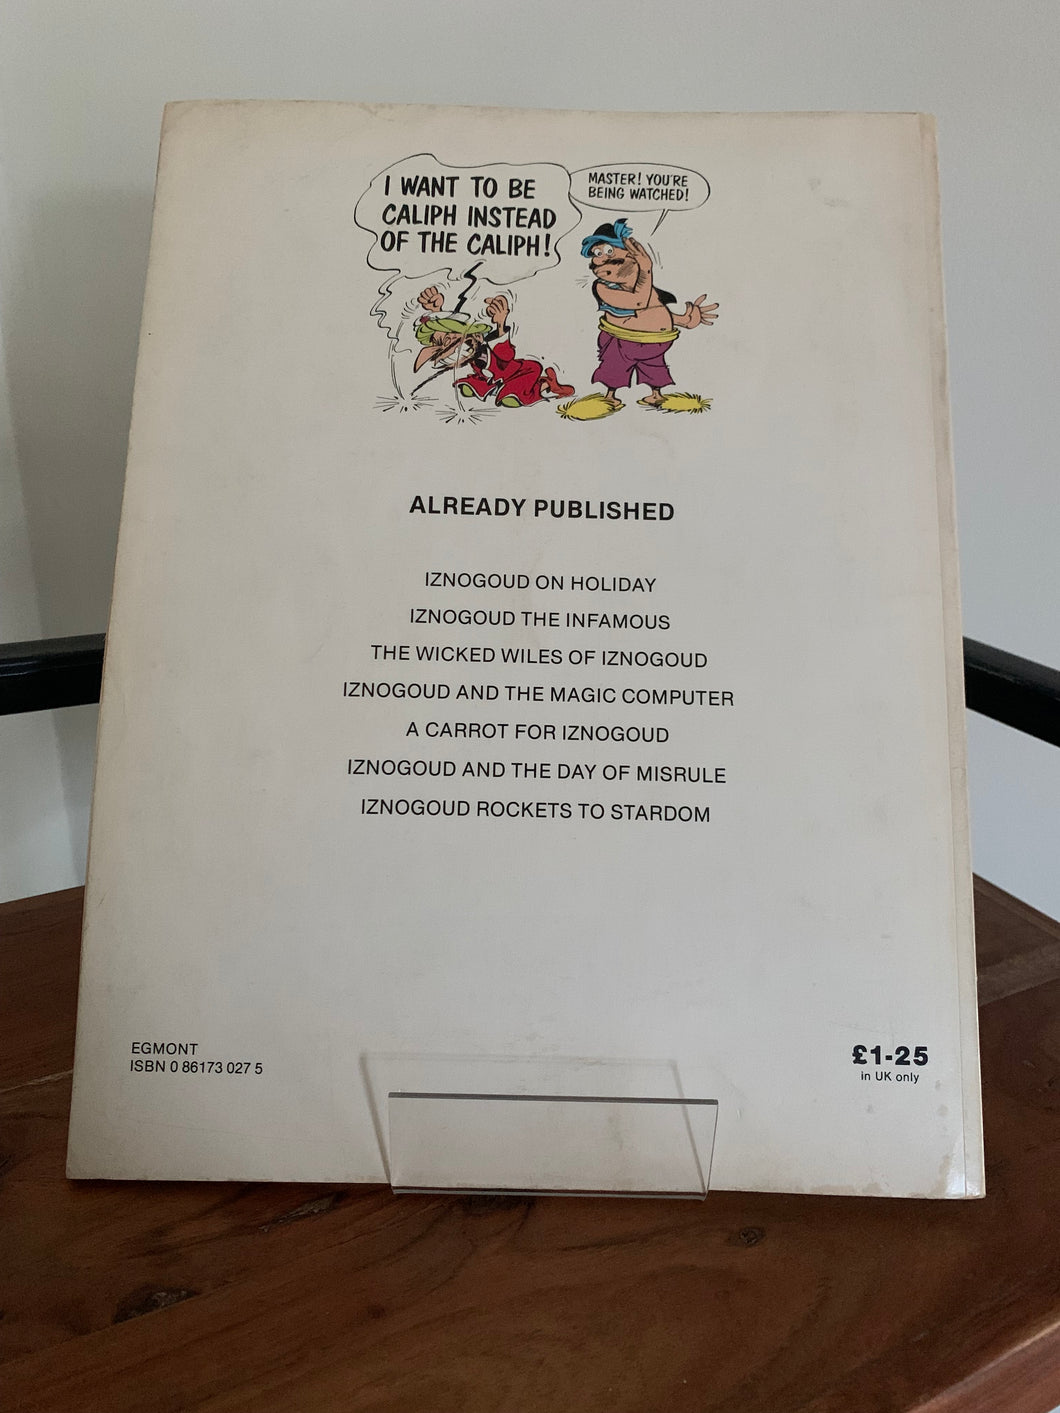 I WANT TO BE
CALIPH INSTEAD
OF THE CALIPH!
MASTER! YOU'RE
BEING WATCHED!
ALREADY PUBLISHED
IZNOGOUD ON HOLIDAY
IZNOGOUD THE INFAMOUS
THE WICKED WILES OF IZNOGOUD
IZNOGOUD AND THE MAGIC COMPUTER
A CARROT FOR IZNOGOUD
IZNOGOUD AND THE DAY OF MISRULE
IZNOGOUD ROCKETS TO STARDOM
EGMONT
ISBN 0 86173 027 5
£1-25
in UK only